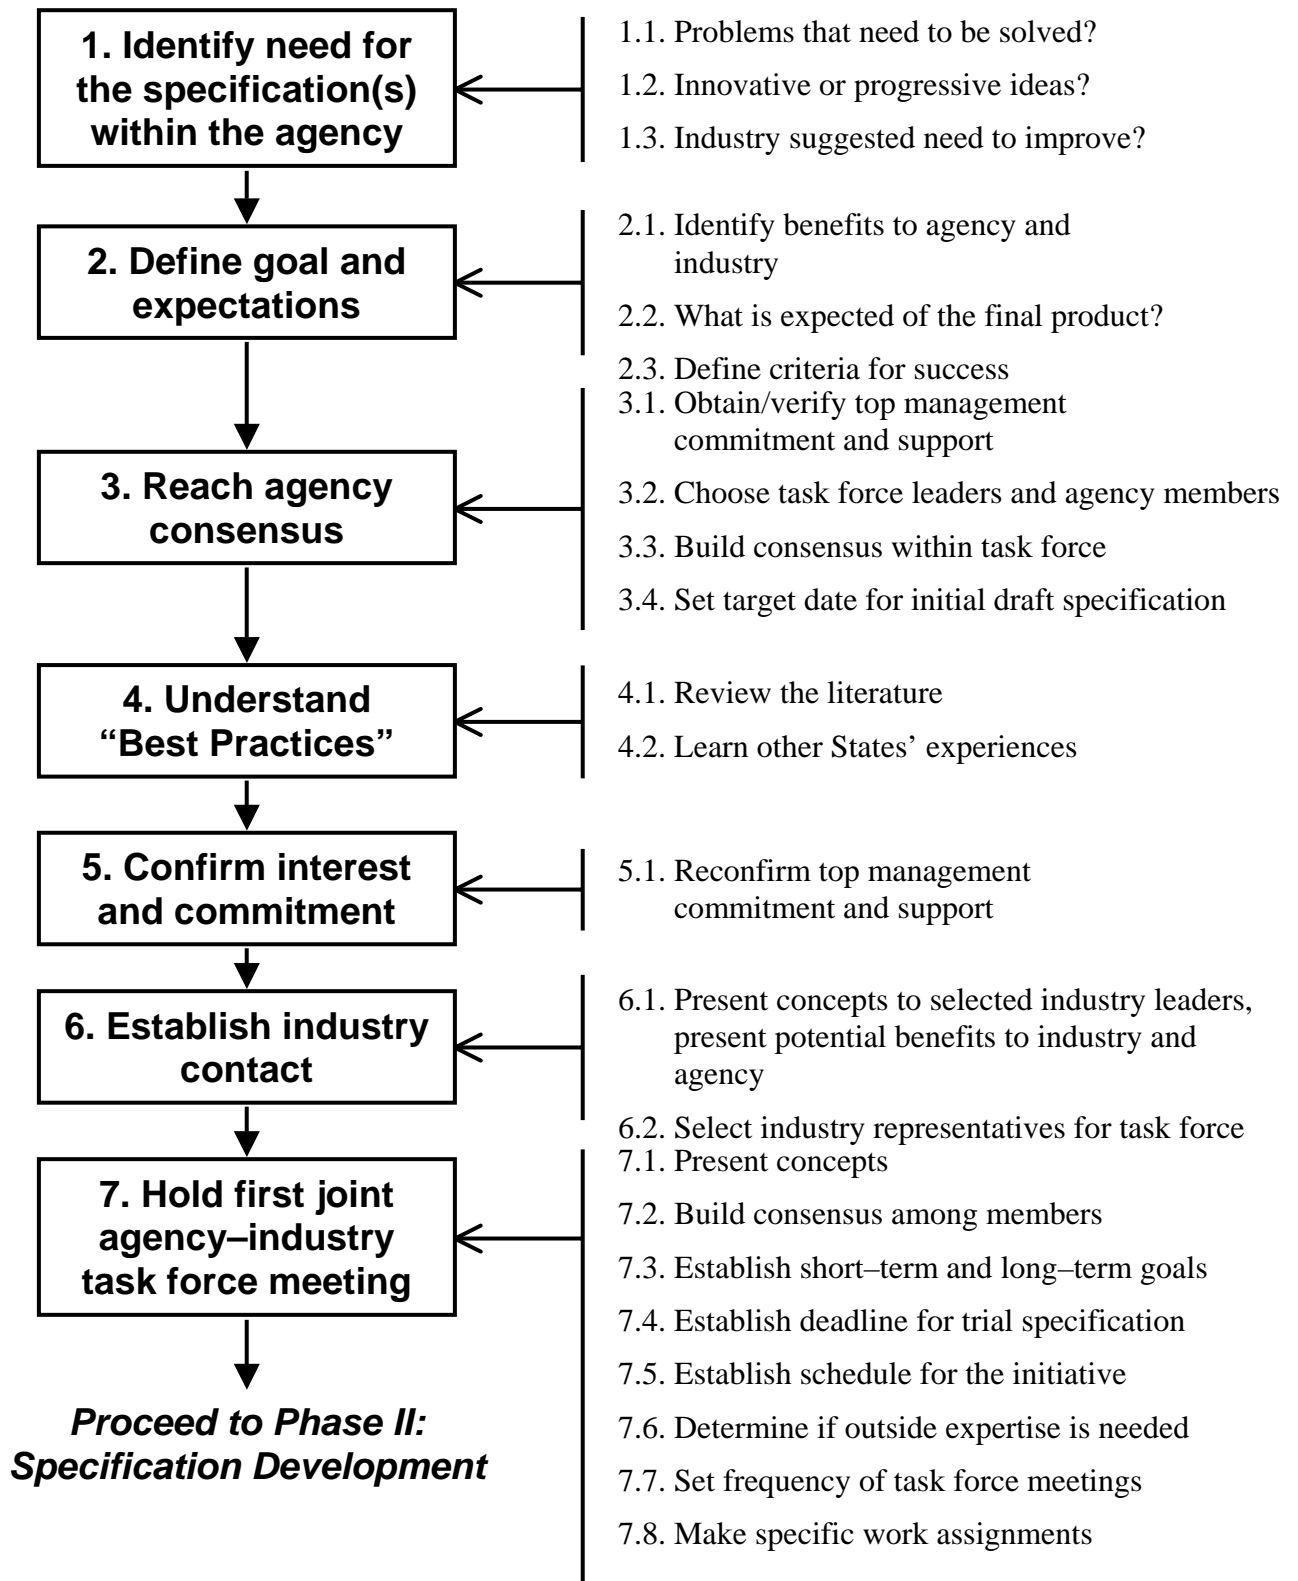 1. Identify need for
the specification(s)
within the agency
1.1. Problems that need to be solved?
1.2. Innovative or progressive ideas?
1.3. Industry suggested need to improve?
2. Define goal and
expectations
2.1. Identify benefits to agency and
industry
2.2. What is expected of the final product?
2.3. Define criteria for success
3. Reach agency
consensus
3.1. Obtain/verify top management
commitment and support
3.2. Choose task force leaders and agency members
3.3. Build consensus within task force
3.4. Set target date for initial draft specification
4. Understand
“Best Practices”
4.1. Review the literature
4.2. Learn other States’ experiences
5. Confirm interest
and commitment
5.1. Reconfirm top management
commitment and support
6. Establish industry
contact
6.1. Present concepts to selected industry leaders,
present potential benefits to industry and
agency
6.2. Select industry representatives for task force
7. Hold first joint
agency–industry
task force meeting
7.1. Present concepts
7.2. Build consensus among members
7.3. Establish short–term and long–term goals
7.4. Establish deadline for trial specification
7.5. Establish schedule for the initiative
7.6. Determine if outside expertise is needed
7.7. Set frequency of task force meetings
7.8. Make specific work assignments
Proceed to Phase II:
Specification Development